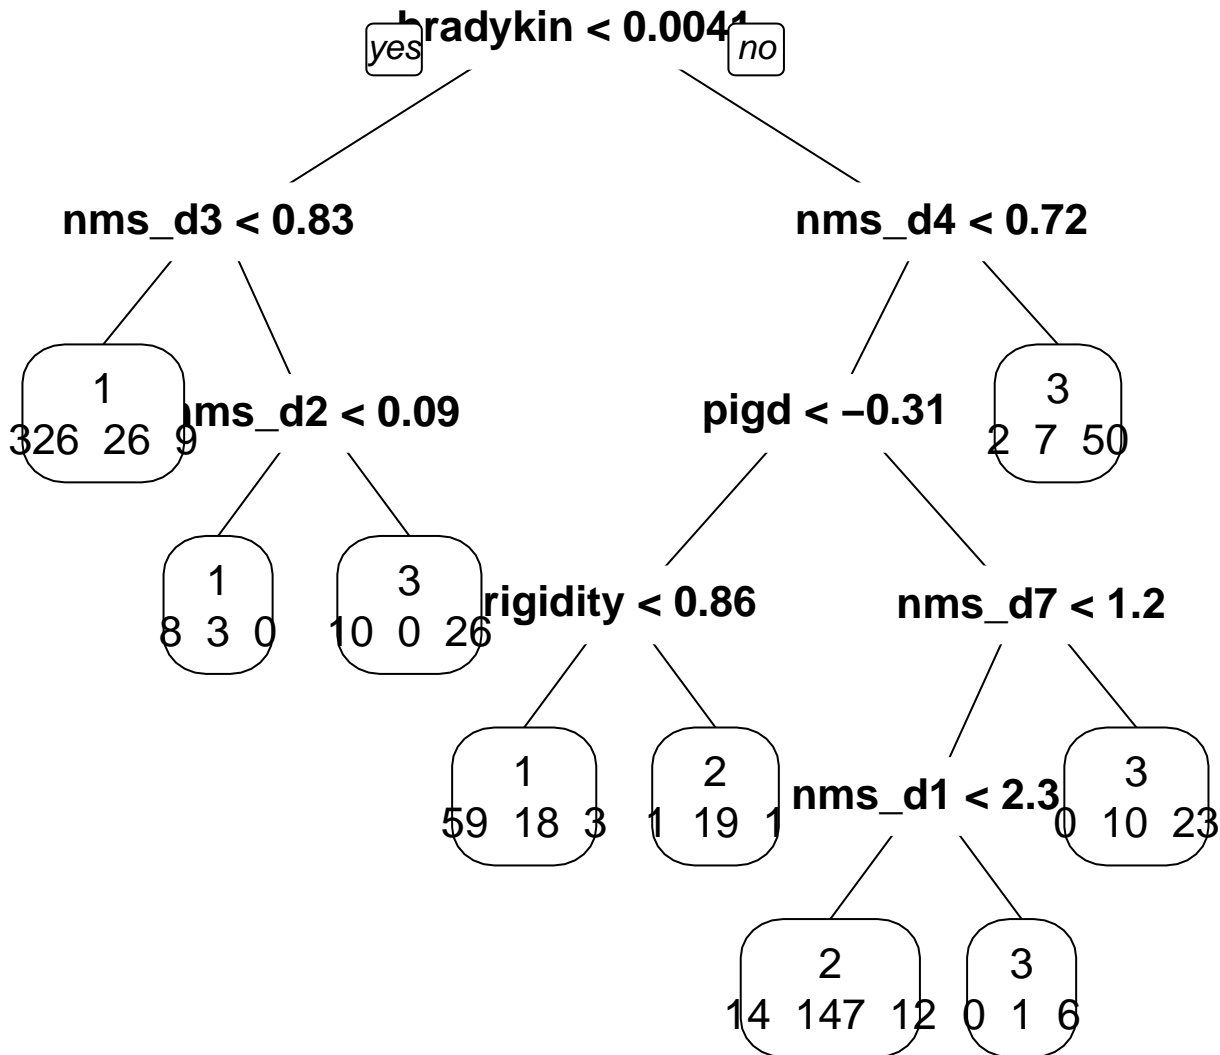 bradykin < 0.0041
yes no
nms_d3 < 0.83 nms_d4 < 0.72
1 3
326 26 9 nms_d2 < 0.09 pigd < −0.31 2 7 50
1 3
8 3 0 10 0 26 rigidity < 0.86 nms_d7 < 1.2
1 2 3
59 18 3 1 19 1 nms_d1 < 2.3 0 10 23
2 3
14 147 12 0 1 6